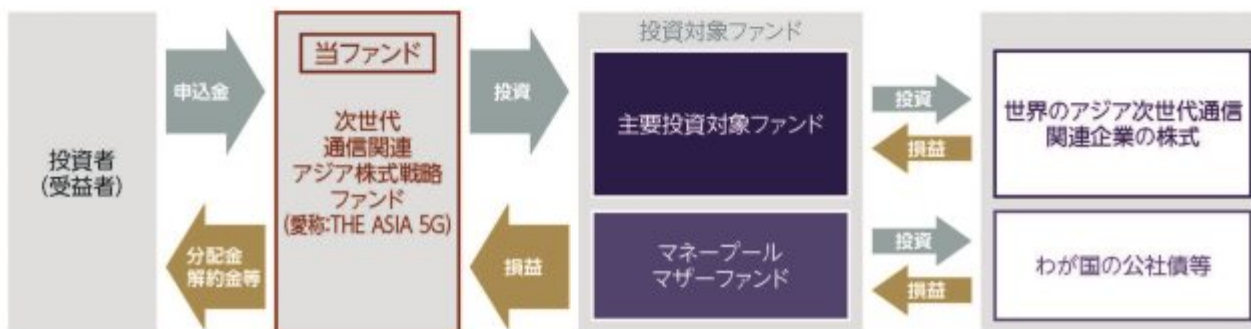 投資者
(受益者)
申込金
分配金
解約金等
当ファンド
次世代
通信関連
アジア株式戦略
ファンド
(愛称:THE ASIA 5G)
投資
損益
投資対象ファンド
主要投資対象ファンド
マネープール
マザーファンド
投資
損益
投資
損益
世界のアジア次世代通信
関連企業の株式
わが国の公社債等